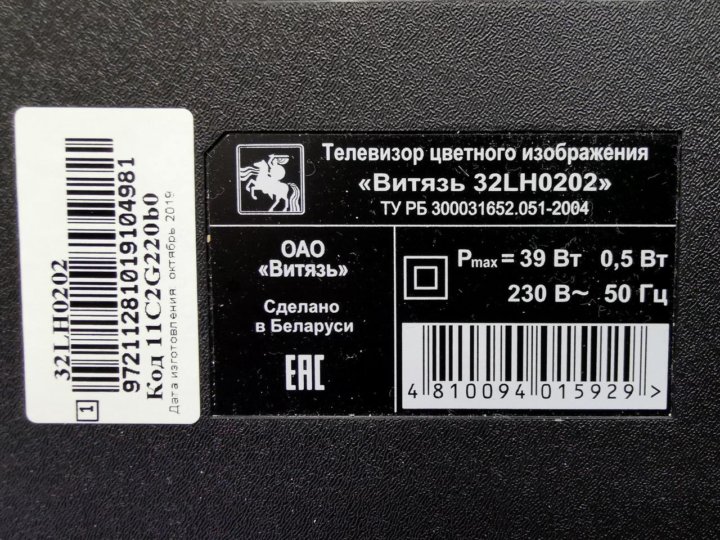 32LH0202
1
97211281019104981
Код 11C2G220b0
Дата изготовления октябрь 2019
Телевизор цветного изображения
«Витязь 32LH0202»
ТУ РБ 300031652.051-2004
ОАО
«Витязь»
Сделано
в Беларуси
EAC
Pmax = 39 Вт 0,5 Вт
230 В~ 50 Гц
4 810094 015929 >